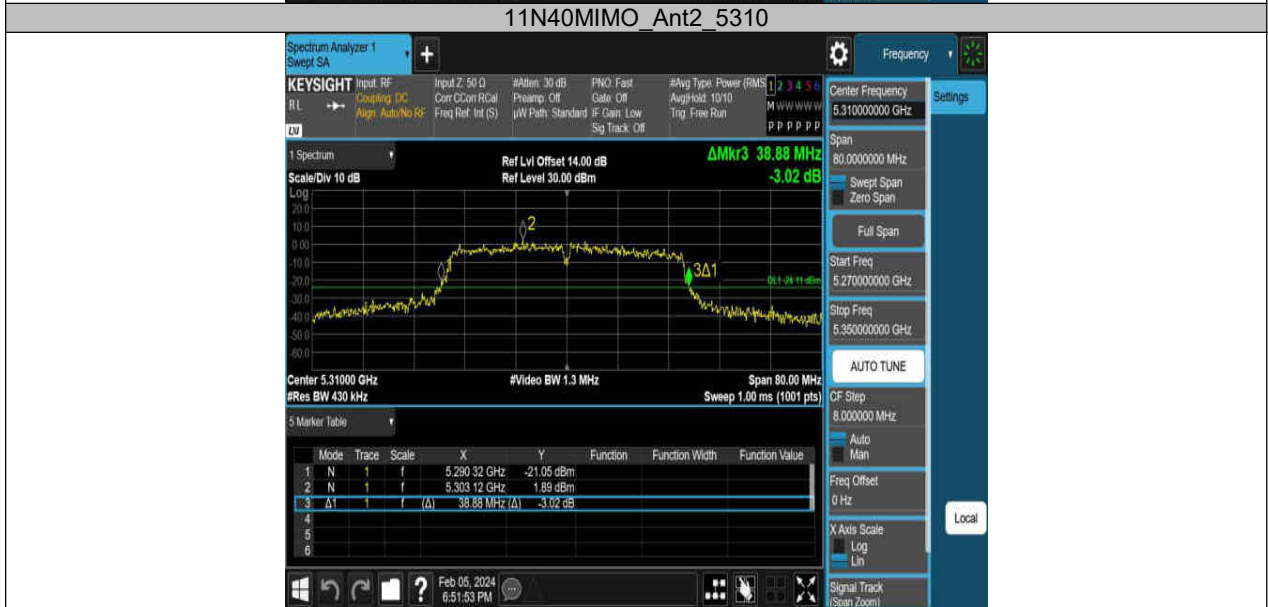 11N40MIMO_Ant2_5310
Spectrum Analyzer 1
Swept SA
+
Frequency
KEYSIGHT
RL
Input: RF
Coupling: DC
Align: Auto/No RF
Input Z: 50 Ω
Corr CCorr RCal
Freq Ref: Int (S)
#Atten: 30 dB
Preamp: Off
µW Path: Standard
PNO: Fast
Gate: Off
IF Gain: Low
Sig Track: Off
#Avg Type: Power (RMS
Avg|Hold: 10/10
Trig: Free Run
1 2 3 4 5 6
M W W W W W
P P P P P P
1 Spectrum
Scale/Div 10 dB
Ref Lvl Offset 14.00 dB
Ref Level 30.00 dBm
ΔMkr3 38.88 MHz
-3.02 dB
Log
20.0
10.0
0.00
-10.0
-20.0
-30.0
-40.0
-50.0
-60.0
2
3Δ1
DL1 -24.11 dBm
Center 5.31000 GHz
#Res BW 430 kHz
#Video BW 1.3 MHz
Span 80.00 MHz
Sweep 1.00 ms (1001 pts)
5 Marker Table
Mode Trace Scale X Y Function Function Width Function Value
1 N 1 f 5.290 32 GHz -21.05 dBm
2 N 1 f 5.303 12 GHz 1.89 dBm
3 Δ1 1 f (Δ) 38.88 MHz (Δ) -3.02 dB
4
5
6
Feb 05, 2024
6:51:53 PM
Center Frequency
5.310000000 GHz
Settings
Span
80.0000000 MHz
Swept Span
Zero Span
Full Span
Start Freq
5.270000000 GHz
Stop Freq
5.350000000 GHz
AUTO TUNE
CF Step
8.000000 MHz
Auto
Man
Freq Offset
0 Hz
X Axis Scale
Log
Lin
Local
Signal Track
(Span Zoom)